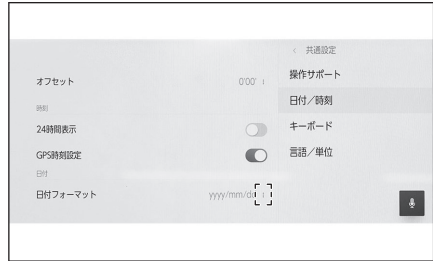 ＜ 共通設定
オフセット 0'00'
操作サポート
日付／時刻
時刻
24時間表示
キーボード
GPS時刻設定
言語／単位
日付
日付フォーマット yyyy/mm/dd